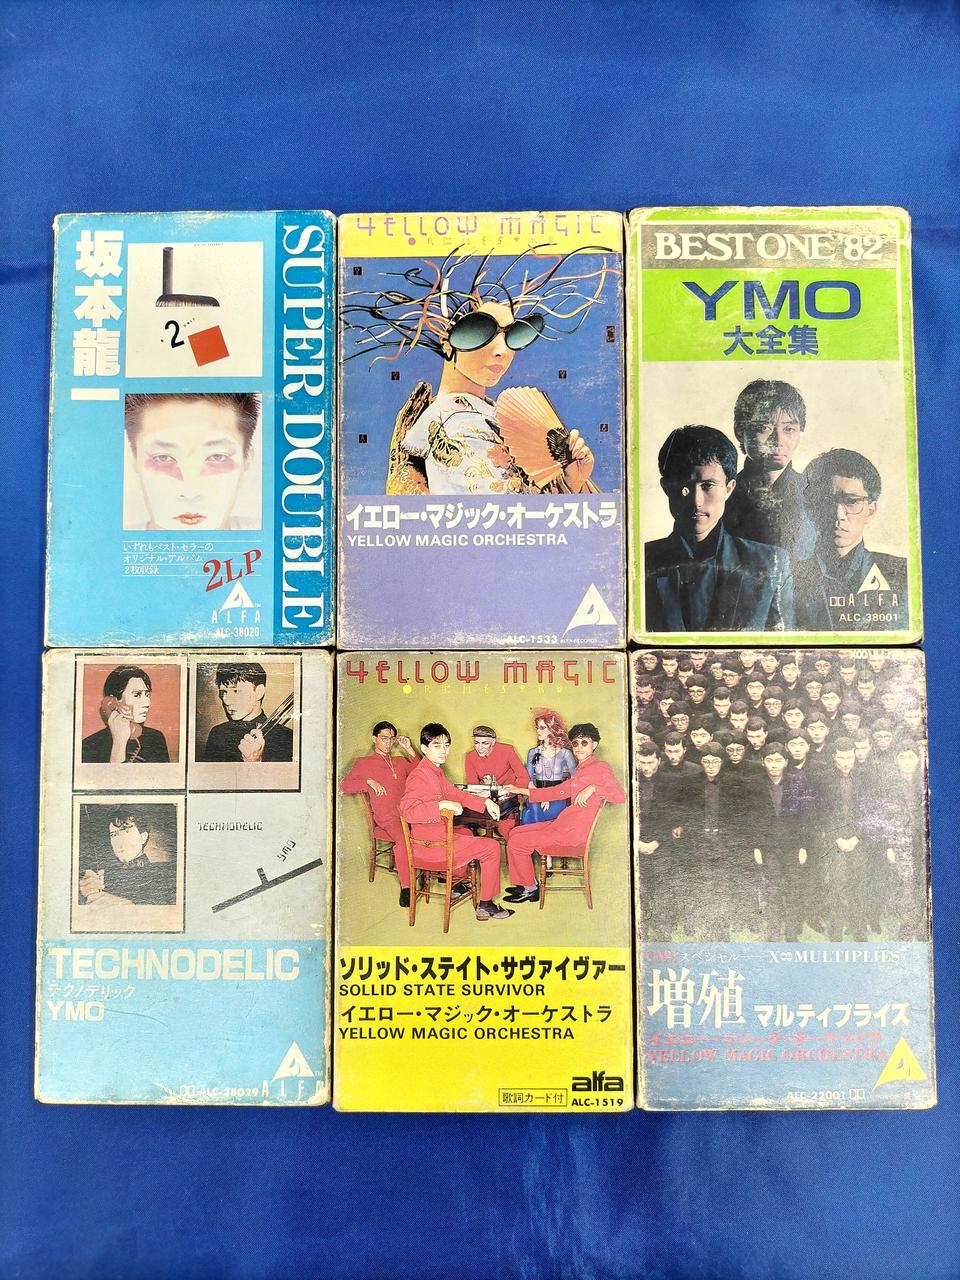 坂本龍一
SUPER DOUBLE
.2
いずれもベスト・セラーの
オリジナル・アルバム
2枚収録
2LP
ALFA
ALC-38020
YELLOW MAGIC
ORCHESTRA
イエロー・マジック・オーケストラ
YELLOW MAGIC ORCHESTRA
ALC-1533 ALFA RECORDS
BEST ONE '82
YMO
大全集
ALFA
ALC-38001
TECHNODELIC
YMO
TECHNODELIC
テクノデリック
YMO
ALC-28029 ALFA
YELLOW MAGIC
ORCHESTRA
ソリッド・ステイト・サヴァイヴァー
SOLLID STATE SURVIVOR
イエロー・マジック・オーケストラ
YELLOW MAGIC ORCHESTRA
歌詞カード付
alfa
ALC-1519
スペシャル X∞MULTIPLIES
増殖 マルティプライズ
イエロー・マジック・オーケストラ
YELLOW MAGIC ORCHESTRA
ALC-22001